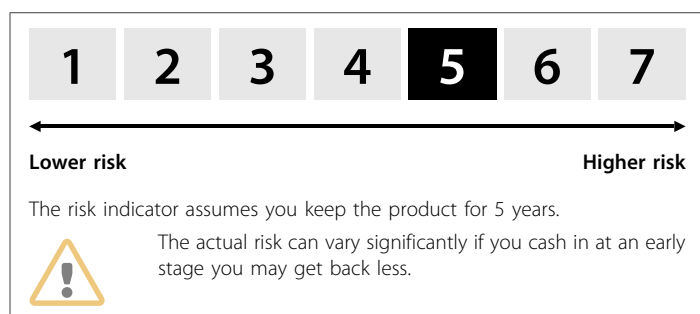 1 2 3 4 5 6 7
Lower risk Higher risk
The risk indicator assumes you keep the product for 5 years.
The actual risk can vary significantly if you cash in at an early
stage you may get back less.